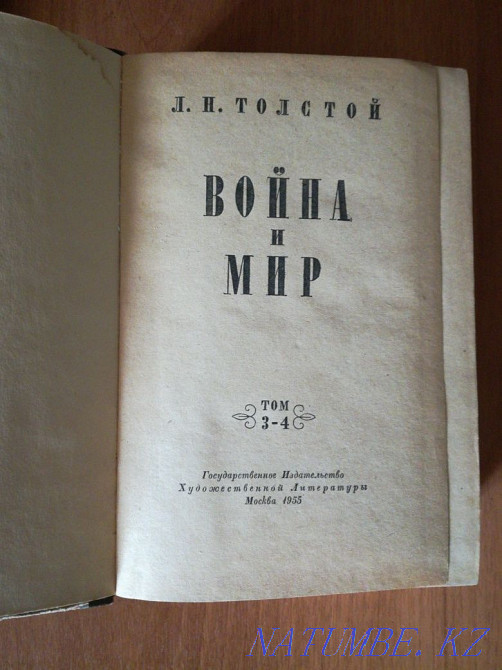 Л. Н. ТОЛСТОЙ
ВОЙНА
И
МИР
ТОМ
3-4
Государственное Издательство
Художественной Литературы
Москва 1955
NATUMBE.KZ